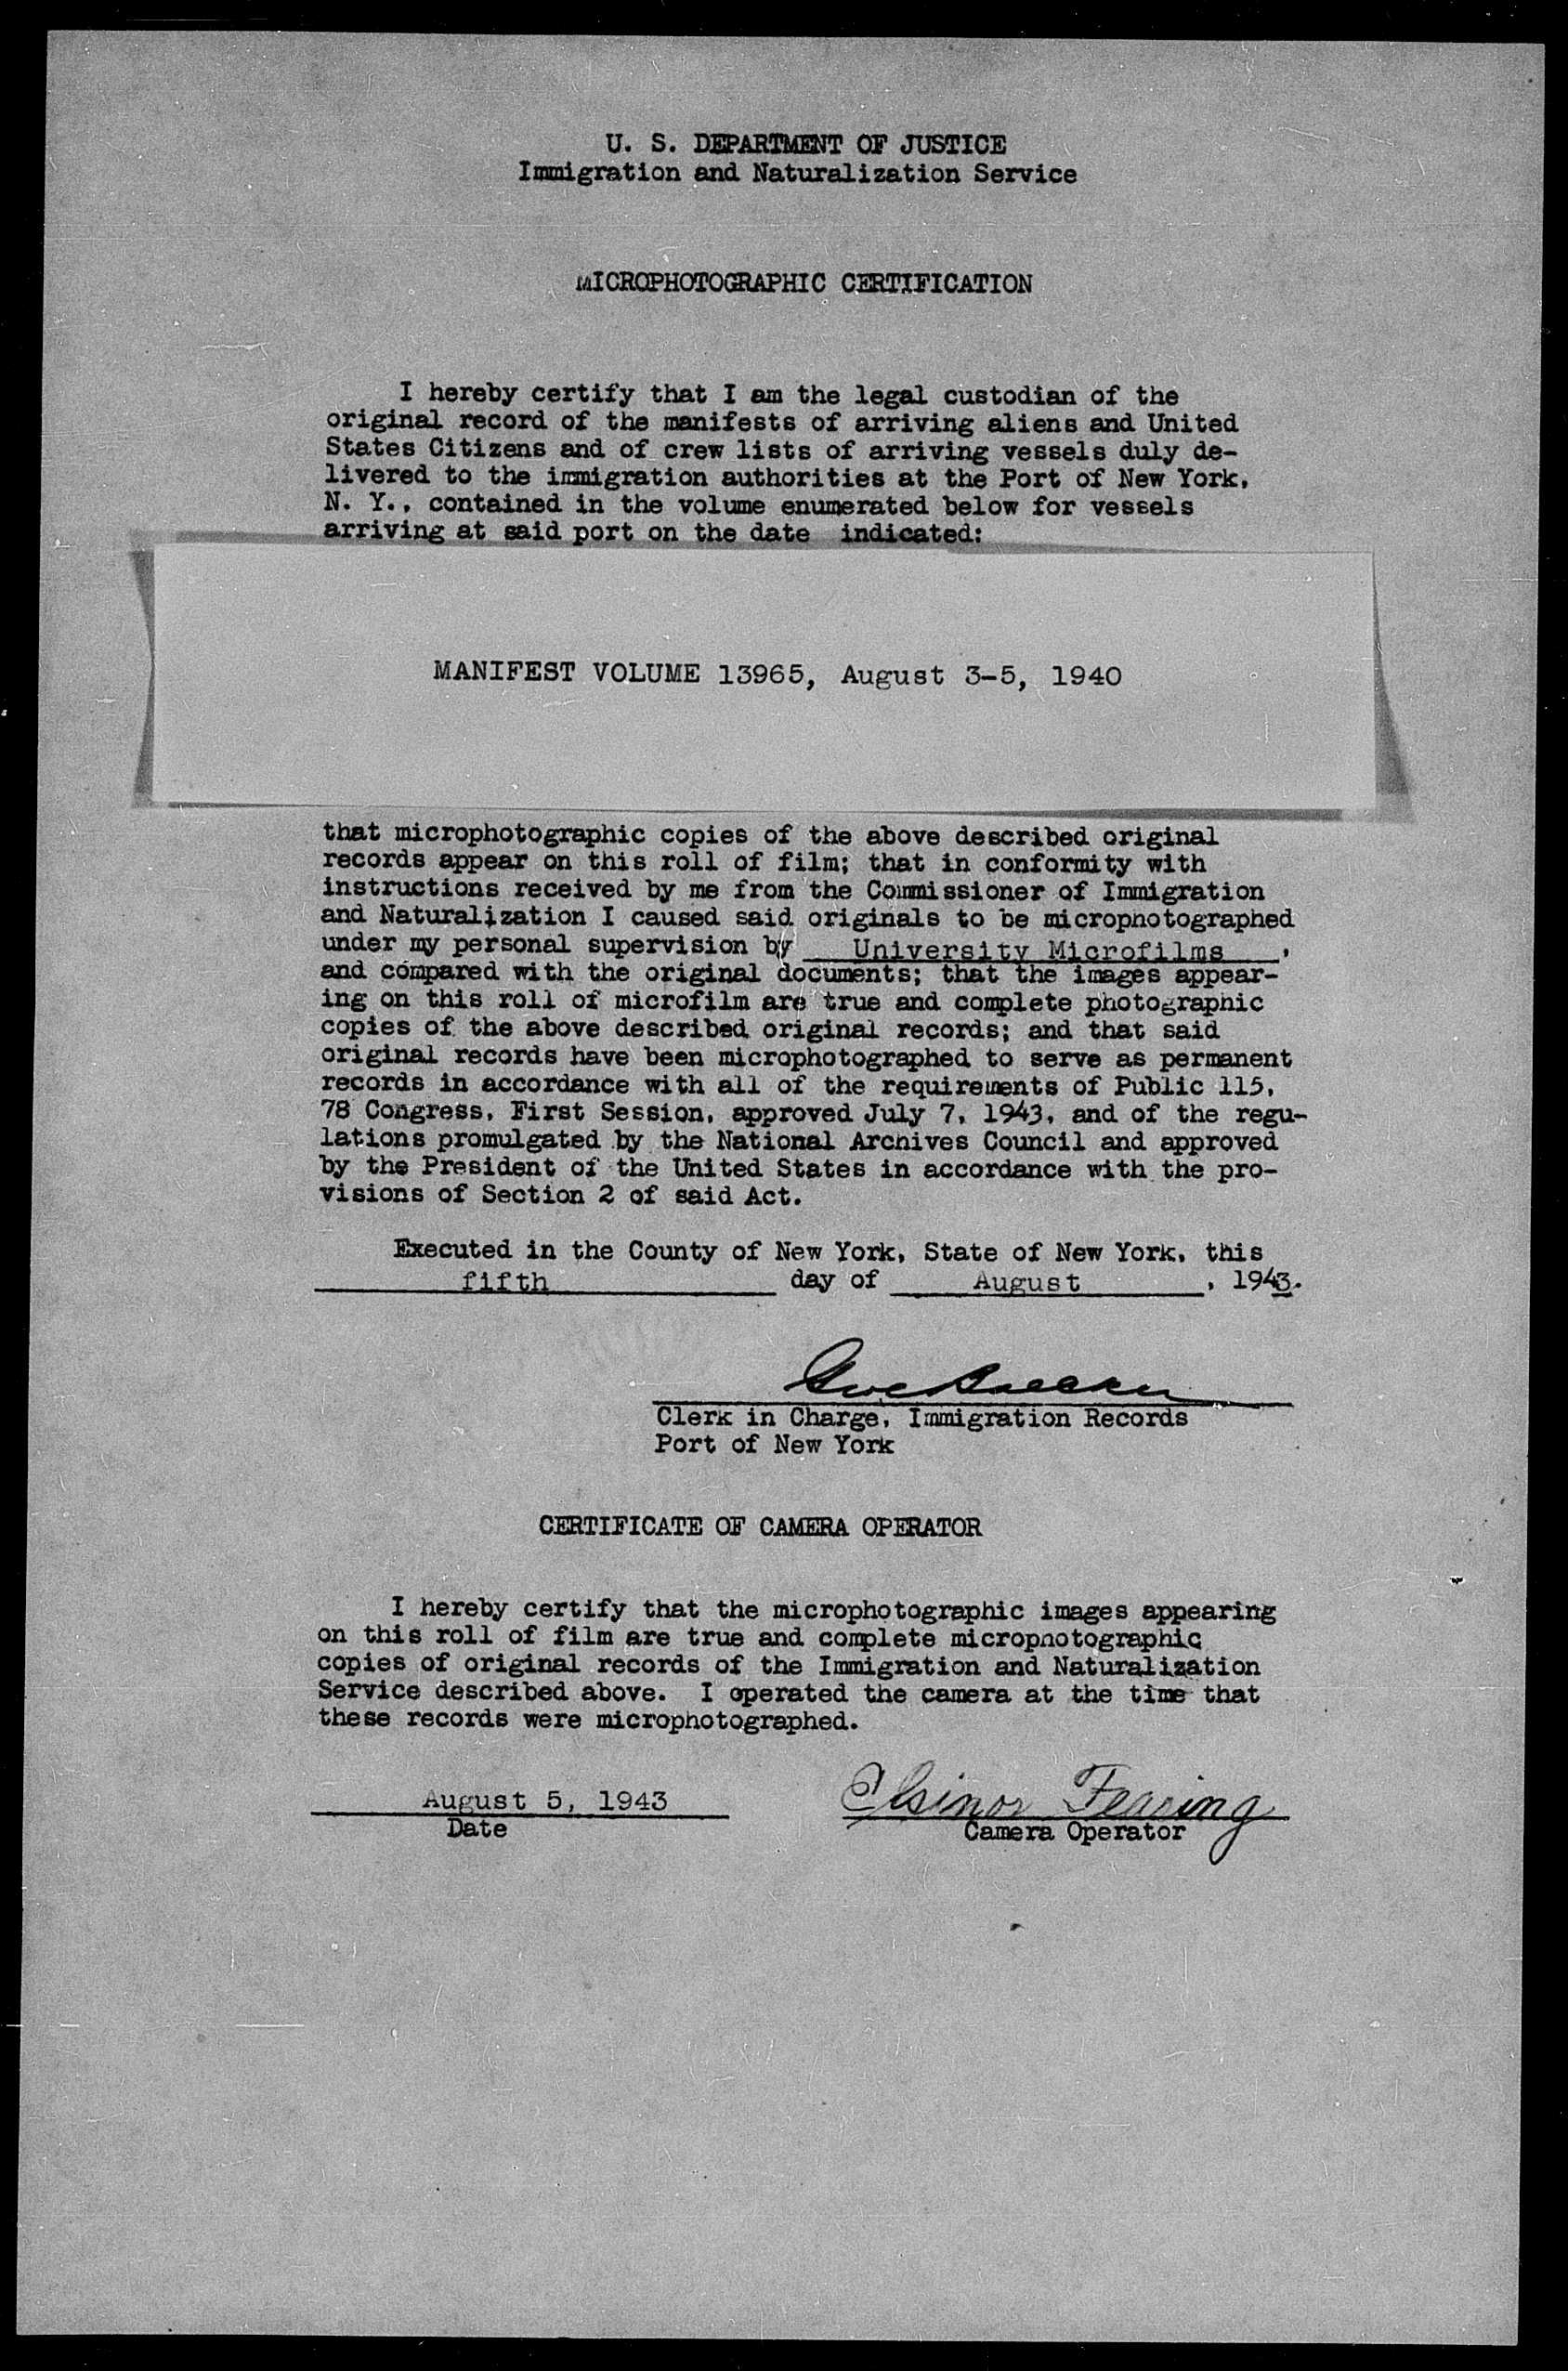 U. S. DEPARTMENT OF JUSTICE
Immigration and Naturalization Service
MICROPHOTOGRAPHIC CERTIFICATION
I hereby certify that I am the legal custodian of the
original record of the manifests of arriving aliens and United
States Citizens and of crew lists of arriving vessels duly de-
livered to the immigration authorities at the Port of New York,
N. Y., contained in the volume enumerated below for vessels
arriving at said port on the date indicated:
MANIFEST VOLUME 13965, August 3-5, 1940
that microphotographic copies of the above described original
records appear on this roll of film; that in conformity with
instructions received by me from the Commissioner of Immigration
and Naturalization I caused said originals to be microphotographed
under my personal supervision by University Microfilms,
and compared with the original documents; that the images appear-
ing on this roll of microfilm are true and complete photographic
copies of the above described original records; and that said
original records have been microphotographed to serve as permanent
records in accordance with all of the requirements of Public 115,
78 Congress, First Session, approved July 7, 1943, and of the regu-
lations promulgated by the National Archives Council and approved
by the President of the United States in accordance with the pro-
visions of Section 2 of said Act.
Executed in the County of New York, State of New York, this
fifth day of August, 1943.
Clerk in Charge, Immigration Records
Port of New York
CERTIFICATE OF CAMERA OPERATOR
I hereby certify that the microphotographic images appearing
on this roll of film are true and complete microphotographic
copies of original records of the Immigration and Naturalization
Service described above. I operated the camera at the time that
these records were microphotographed.
August 5, 1943 Elsinor Fearing
Date Camera Operator